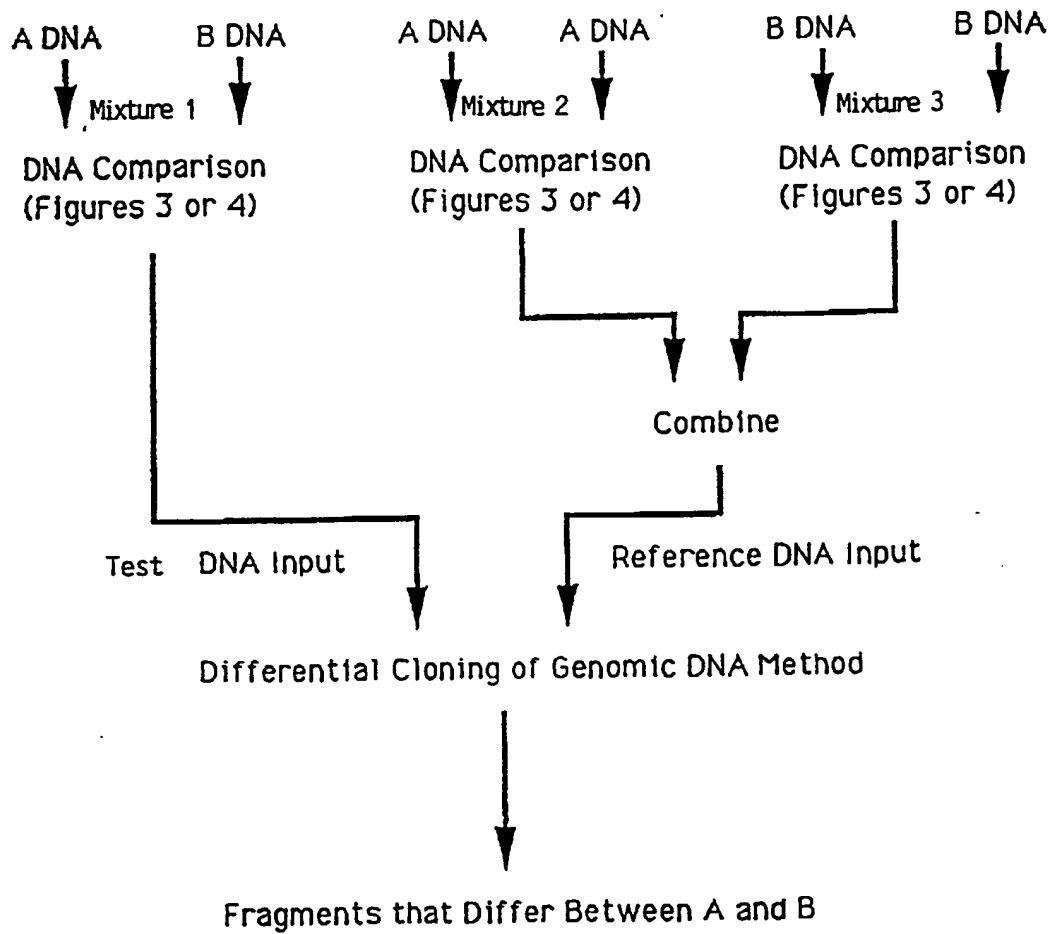 A DNA B DNA A DNA A DNA B DNA B DNA
Mixture 1 Mixture 2 Mixture 3
DNA Comparison
(Figures 3 or 4)
DNA Comparison
(Figures 3 or 4)
DNA Comparison
(Figures 3 or 4)
Combine
Test DNA Input
Reference DNA Input
Differential Cloning of Genomic DNA Method
Fragments that Differ Between A and B